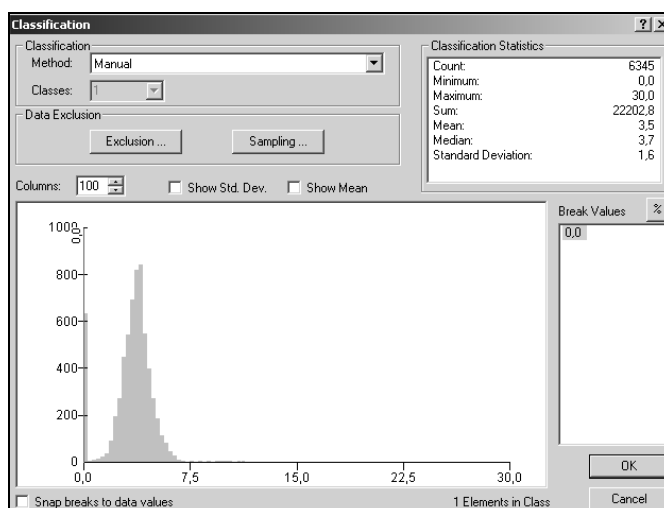 Classification
Classification
Method: Manual
Classes: 1
Data Exclusion
Exclusion ...
Sampling ...
Classification Statistics
Count: 6345
Minimum: 0,0
Maximum: 30,0
Sum: 22202,8
Mean: 3,5
Median: 3,7
Standard Deviation: 1,6
Columns: 100
Show Std. Dev.
Show Mean
Break Values
%
0,0
0,0
1000
800
600
400
200
0
0,0 7,5 15,0 22,5 30,0
OK
Snap breaks to data values
1 Elements in Class
Cancel